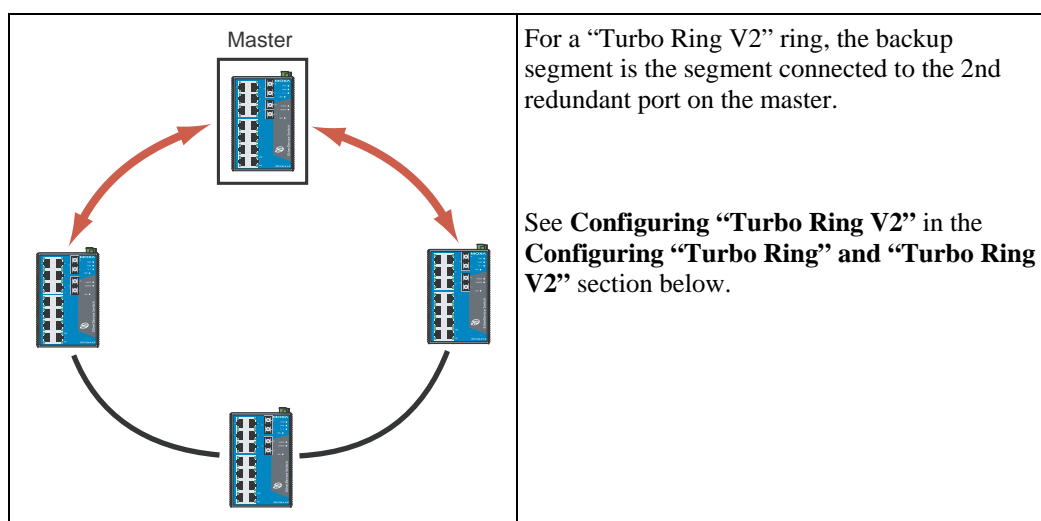 Master
For a “Turbo Ring V2” ring, the backup
segment is the segment connected to the 2nd
redundant port on the master.
See Configuring “Turbo Ring V2” in the
Configuring “Turbo Ring” and “Turbo Ring
V2” section below.